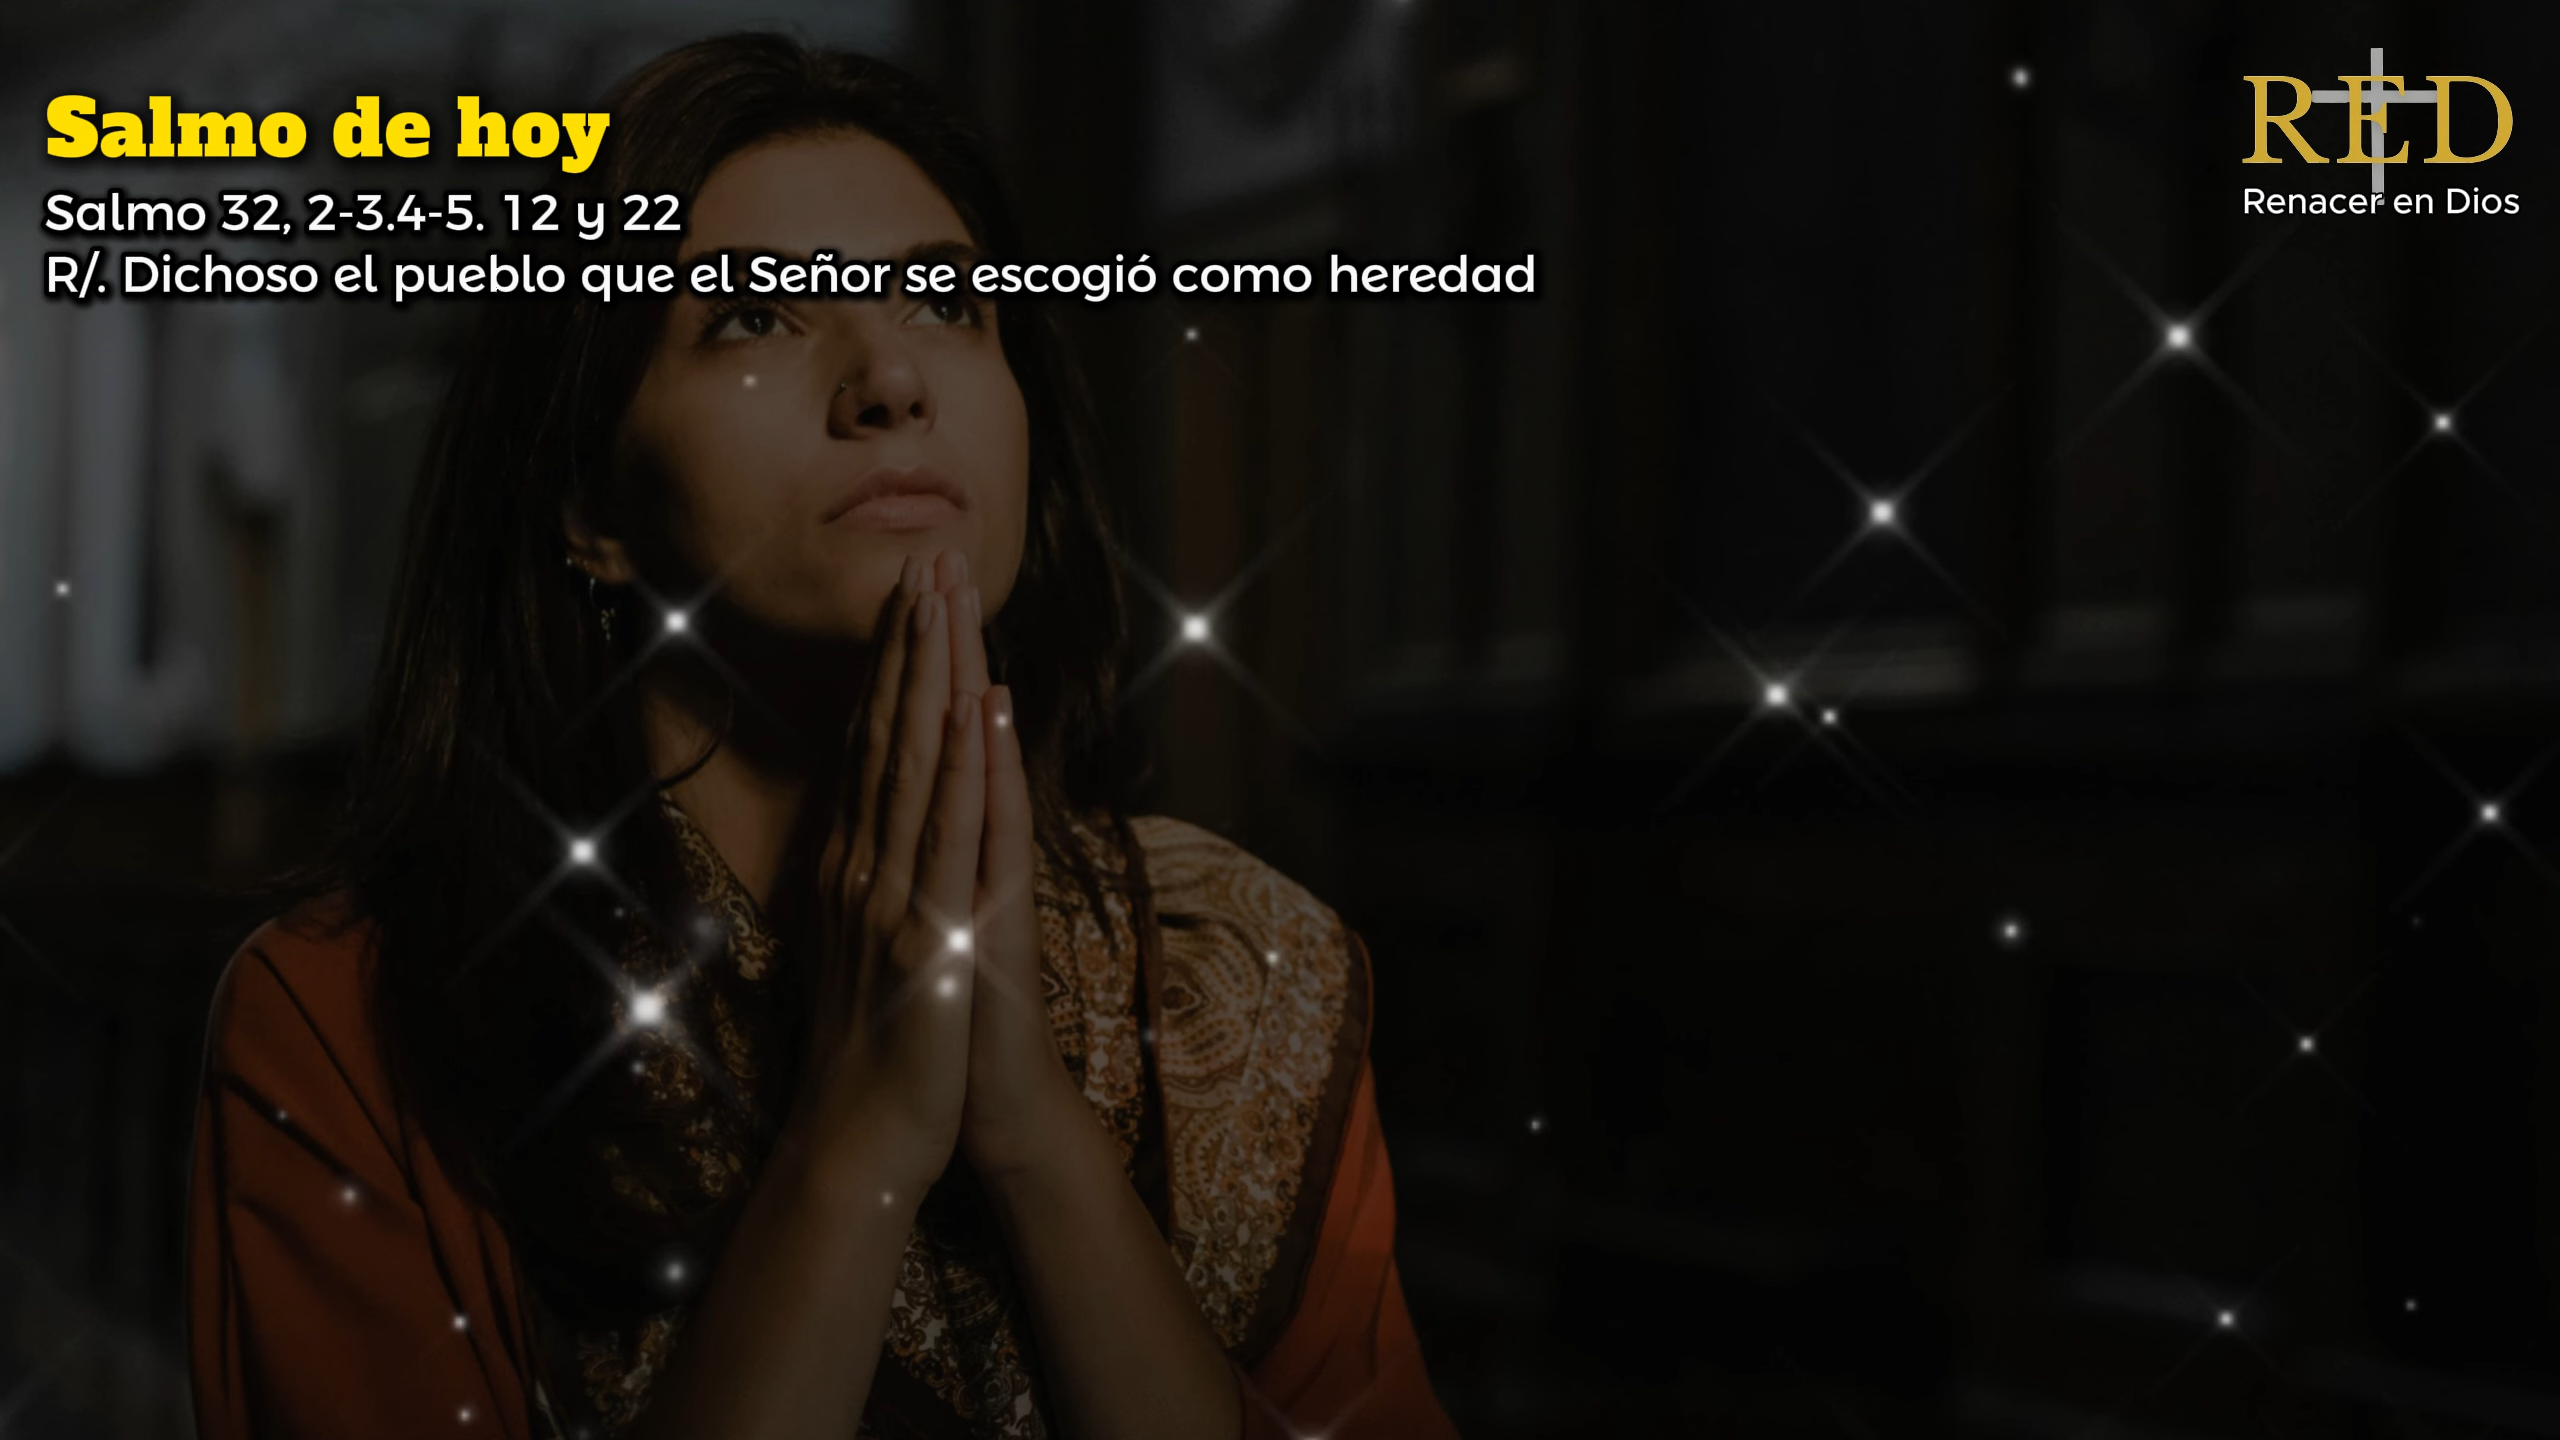 Salmo de hoy
Salmo 32, 2-3.4-5. 12 y 22
R/. Dichoso el pueblo que el Señor se escogió como heredad
RED
Renacer en Dios